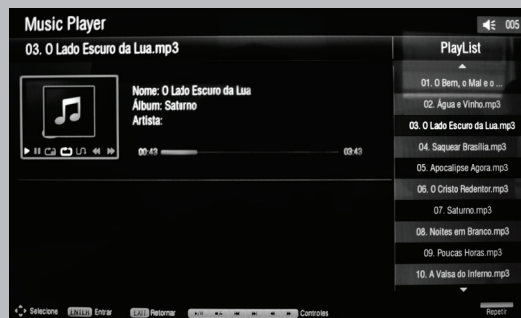 Music Player
005
03. O Lado Escuro da Lua.mp3
PlayList
Nome: O Lado Escuro da Lua
Álbum: Saturno
Artista:
00:43
03:43
01. O Bem, o Mal e o ...
02. Água e Vinho.mp3
03. O Lado Escuro da Lua.mp3
04. Saquear Brasília.mp3
05. Apocalipse Agora.mp3
06. O Cristo Redentor.mp3
07. Saturno.mp3
08. Noites em Branco.mp3
09. Poucas Horas.mp3
10. A Valsa do Inferno.mp3
Selecione ENTER Entrar EXIT Retornar Controles
Repetir